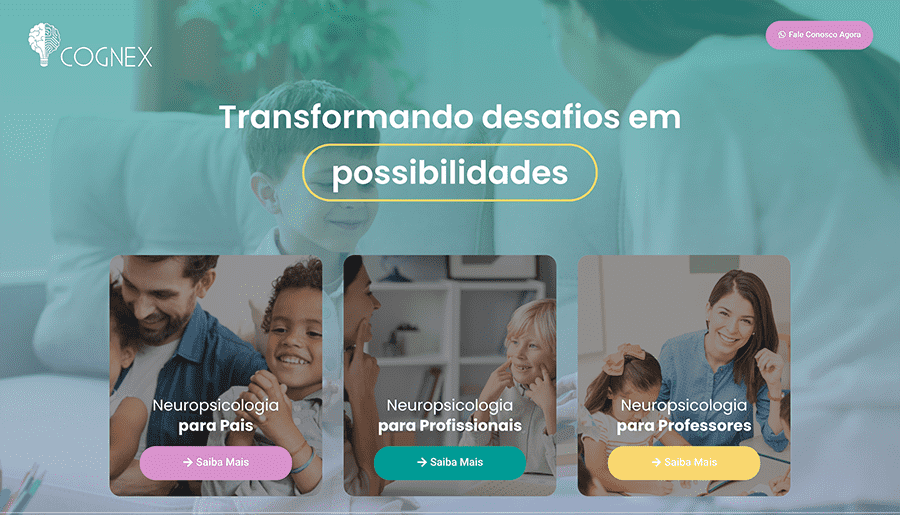 COGNEX
Fale Conosco Agora
Transformando desafios em
possibilidades
Neuropsicologia
para Pais
Saiba Mais
Neuropsicologia
para Profissionais
Saiba Mais
Neuropsicologia
para Professores
Saiba Mais